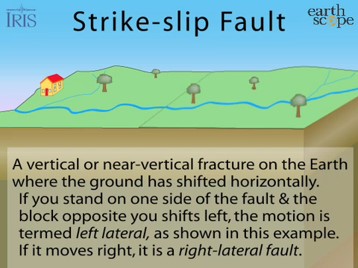 IRIS
earth
scope
Strike-slip Fault
A vertical or near-vertical fracture on the Earth
where the ground has shifted horizontally.
If you stand on one side of the fault & the
block opposite you shifts left, the motion is
termed left lateral, as shown in this example.
If it moves right, it is a right-lateral fault.